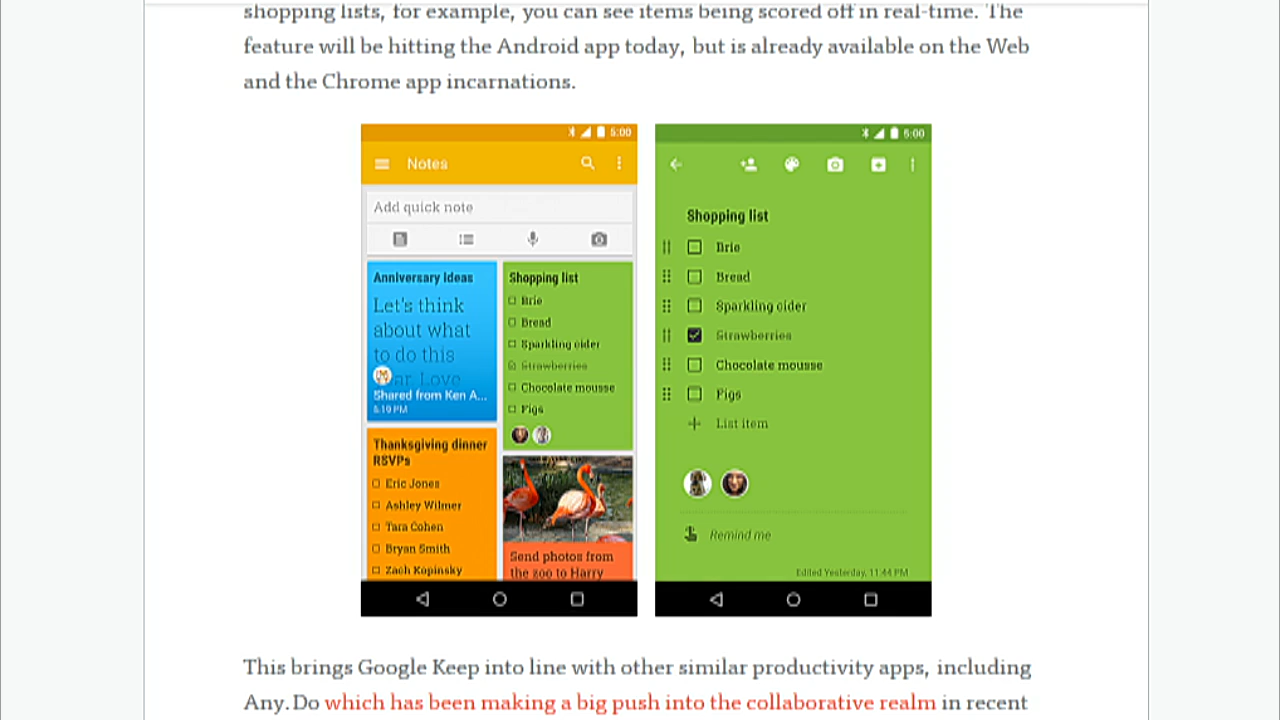 shopping lists, for example, you can see items being scored off in real-time. The
feature will be hitting the Android app today, but is already available on the Web
and the Chrome app incarnations.
5:00
Notes
Add quick note
Anniversary ideas
Let's think
about what
to do this
Love
Shared from Ken A...
5:19 PM
Thanksgiving dinner
RSVPs
Eric Jones
Ashley Wilmer
Tara Cohen
Bryan Smith
Zach Kopinsky
Shopping list
Brie
Bread
Sparkling cider
Strawberries
Chocolate mousse
Figs
Send photos from
the zoo to Harry
5:00
Shopping list
Brie
Bread
Sparkling cider
Strawberries
Chocolate mousse
Figs
List item
Remind me
Edited Yesterday, 11:44 PM
This brings Google Keep into line with other similar productivity apps, including
Any.Do which has been making a big push into the collaborative realm in recent